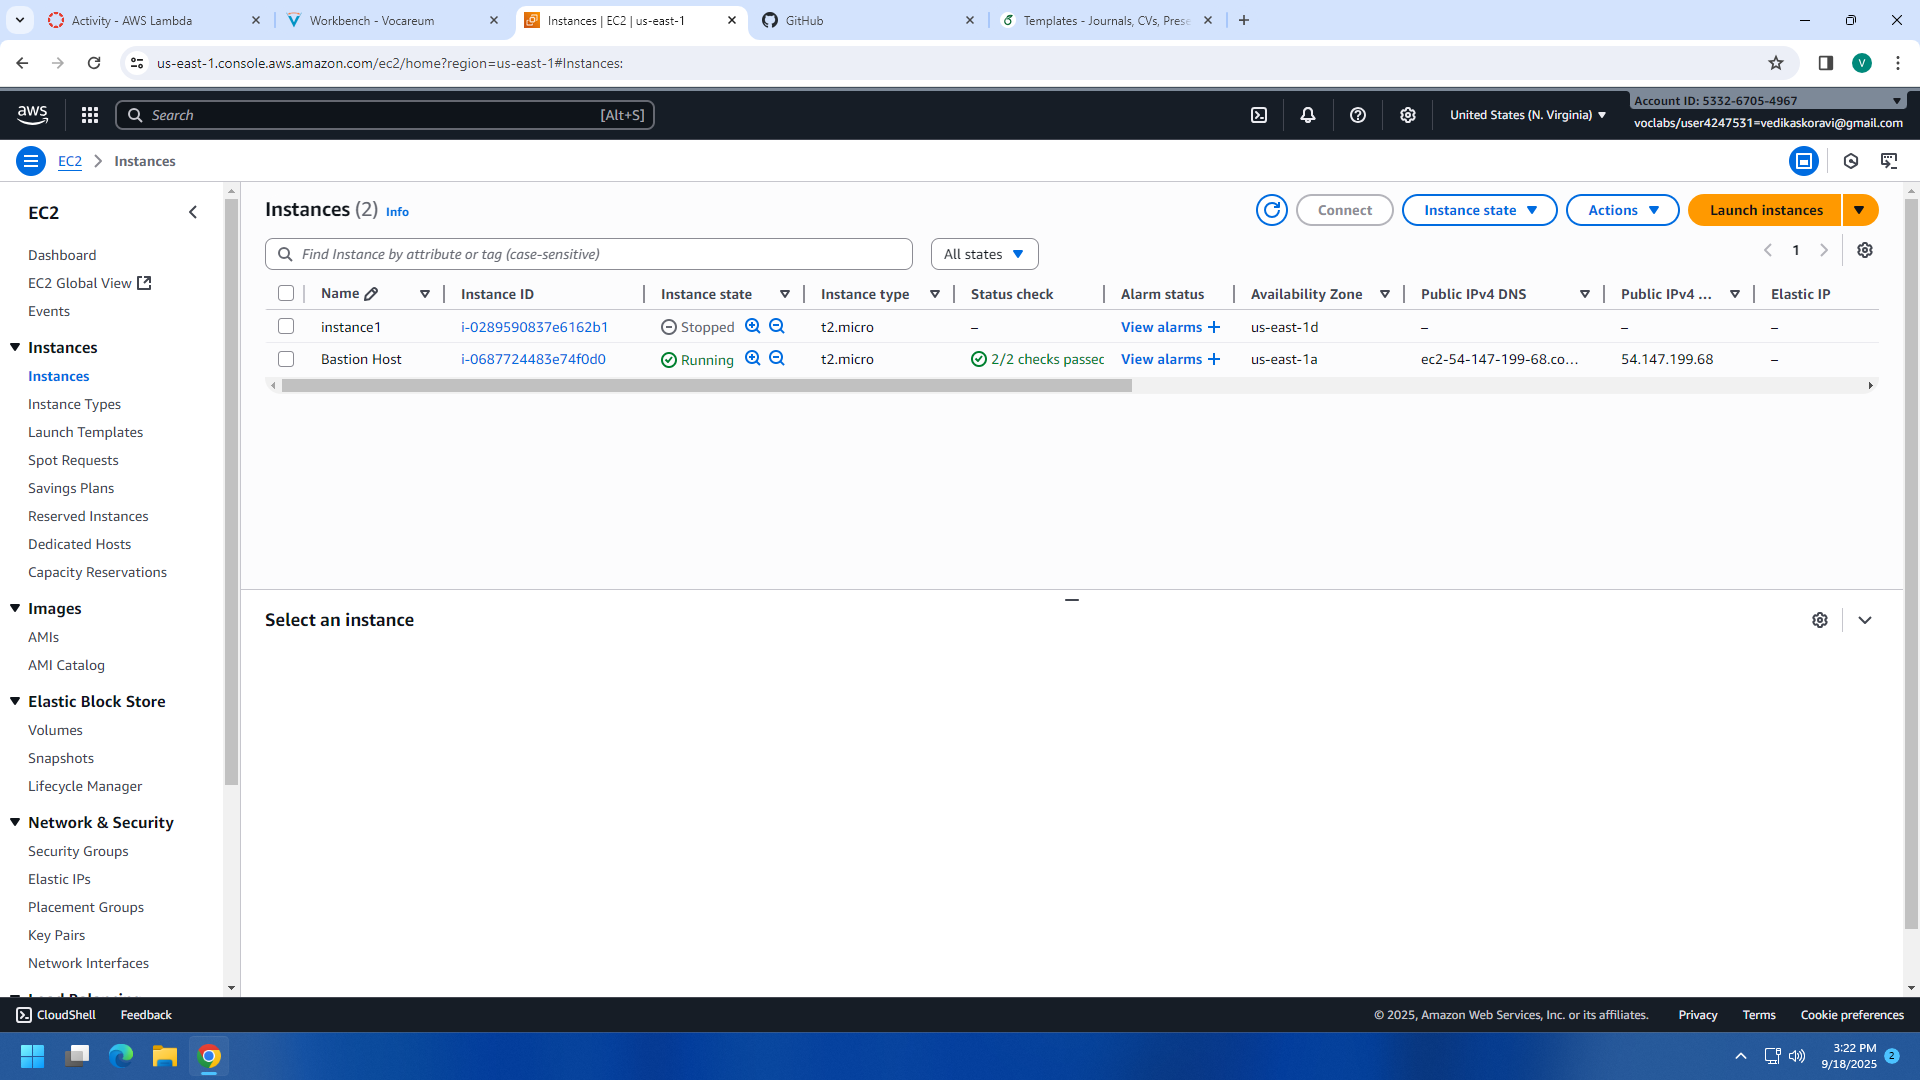 Activity - AWS Lambda
Workbench - Vocareum
Instances | EC2 | us-east-1
GitHub
Templates - Journals, CVs, Prese
us-east-1.console.aws.amazon.com/ec2/home?region=us-east-1#Instances:
V
aws
Search
[Alt+S]
United States (N. Virginia)
Account ID: 5332-6705-4967
voclabs/user4247531=vedikaskoravi@gmail.com
EC2
Instances
EC2
Dashboard
EC2 Global View
Events
Instances
Instances
Instance Types
Launch Templates
Spot Requests
Savings Plans
Reserved Instances
Dedicated Hosts
Capacity Reservations
Images
AMIs
AMI Catalog
Elastic Block Store
Volumes
Snapshots
Lifecycle Manager
Network & Security
Security Groups
Elastic IPs
Placement Groups
Key Pairs
Network Interfaces
Load Balancing
Instances (2) Info
Connect
Instance state
Actions
Launch instances
Find Instance by attribute or tag (case-sensitive)
All states
1
Name Instance ID Instance state Instance type Status check Alarm status Availability Zone Public IPv4 DNS Public IPv4 ... Elastic IP
instance1 i-0289590837e6162b1 Stopped t2.micro – View alarms + us-east-1d – – –
Bastion Host i-0687724483e74f0d0 Running t2.micro 2/2 checks passec View alarms + us-east-1a ec2-54-147-199-68.co... 54.147.199.68 –
Select an instance
CloudShell
Feedback
© 2025, Amazon Web Services, Inc. or its affiliates.
Privacy
Terms
Cookie preferences
3:22 PM
9/18/2025
2